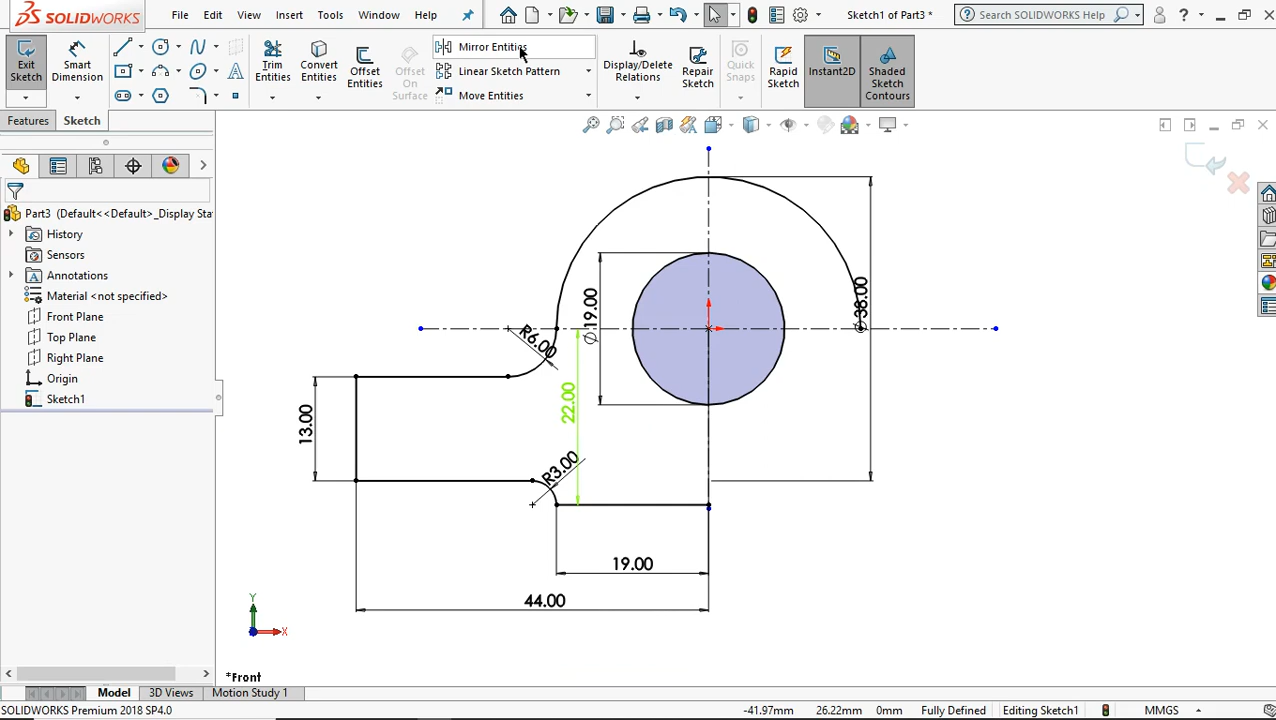 SOLIDWORKS
File Edit View Insert Tools Window Help
Sketch1 of Part3 *
Search SOLIDWORKS Help
Exit Sketch
Smart Dimension
Trim Entities
Convert Entities
Offset Entities
Offset On Surface
Mirror Entities
Linear Sketch Pattern
Move Entities
Display/Delete Relations
Repair Sketch
Quick Snaps
Rapid Sketch
Instant2D
Shaded Sketch Contours
Features Sketch
Part3 (Default<<Default>_Display Sta
History
Sensors
Annotations
Material <not specified>
Front Plane
Top Plane
Right Plane
Origin
Sketch1
38.00
Ø19.00
R6.00
22.00
13.00
R3.00
19.00
44.00
Y
X
*Front
Model 3D Views Motion Study 1
SOLIDWORKS Premium 2018 SP4.0
-41.97mm 26.22mm 0mm Fully Defined Editing Sketch1 MMGS